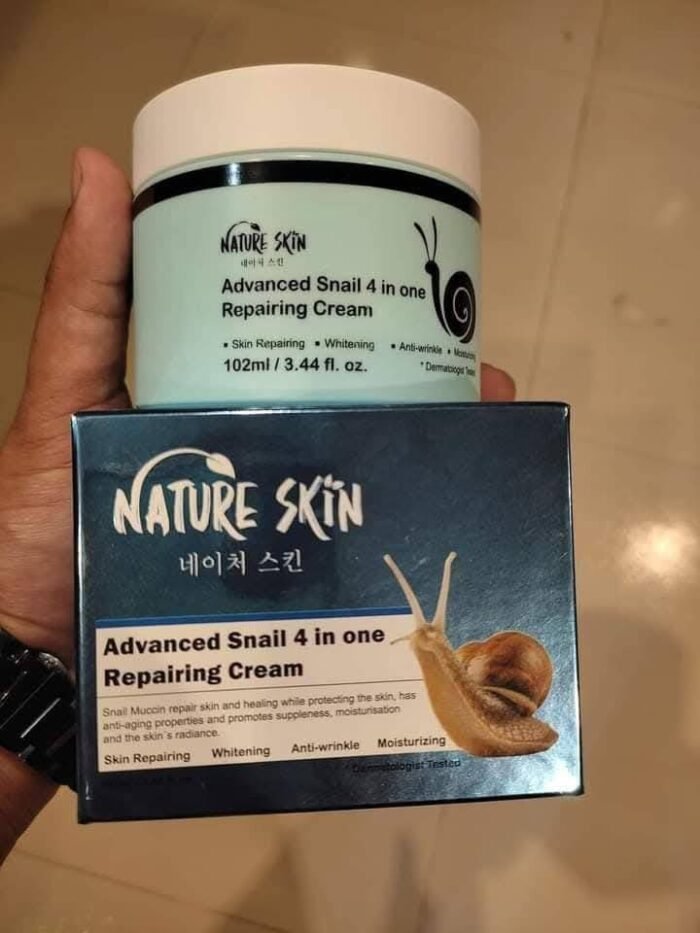 NATURE SKIN
네이처 스킨
Advanced Snail 4 in one
Repairing Cream
• Skin Repairing • Whitening • Anti-wrinkle •
102ml / 3.44 fl. oz.
* Dermatologist
NATURE SKIN
네이처 스킨
Advanced Snail 4 in one
Repairing Cream
Snail Muccin repair skin and healing while protecting the skin, has
anti-aging properties and promotes suppleness, moisturisation
and the skin's radiance.
Skin Repairing Whitening Anti-wrinkle Moisturizing
* Dermatologist Tested